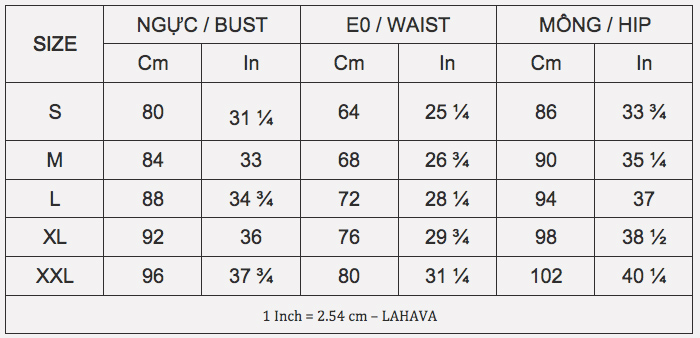 SIZE NGỰC / BUST E0 / WAIST MÔNG / HIP
Cm In Cm In Cm In
S 80 31 ¼ 64 25 ¼ 86 33 ¾
M 84 33 68 26 ¾ 90 35 ¼
L 88 34 ¾ 72 28 ¼ 94 37
XL 92 36 76 29 ¾ 98 38 ½
XXL 96 37 ¾ 80 31 ¼ 102 40 ¼
1 Inch = 2.54 cm – LAHAVA